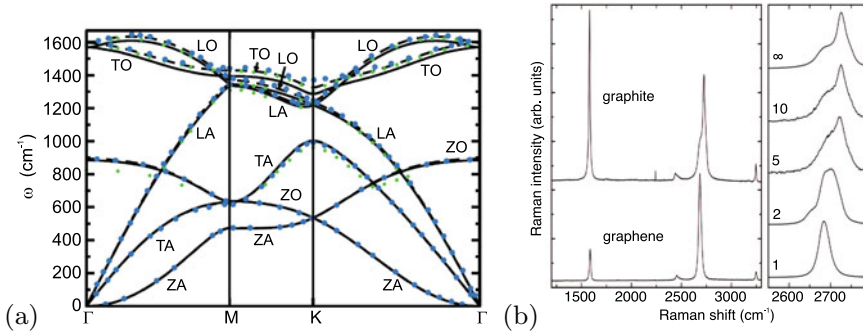 (a)
ω (cm⁻¹)
1600
1400
1200
1000
800
600
400
200
0
Γ M K Γ
LO
TO
TO
LO
LA
LO
TO
LA
TA
LA
ZO
ZO
TA
ZA
ZA
ZA
(b)
Raman intensity (arb. units)
graphite
graphene
1500 2000 2500 3000
Raman shift (cm⁻¹)
∞
10
5
2
1
2600 2700